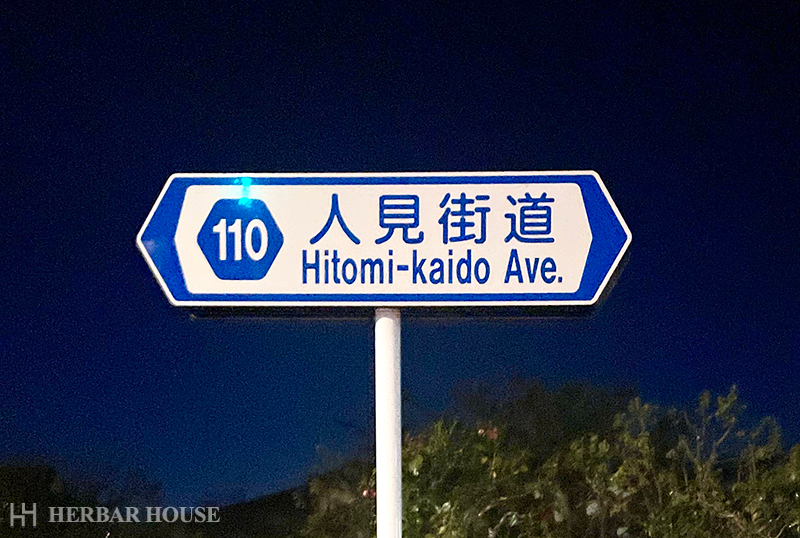 110
人見街道
Hitomi-kaido Ave.
HERBAR HOUSE